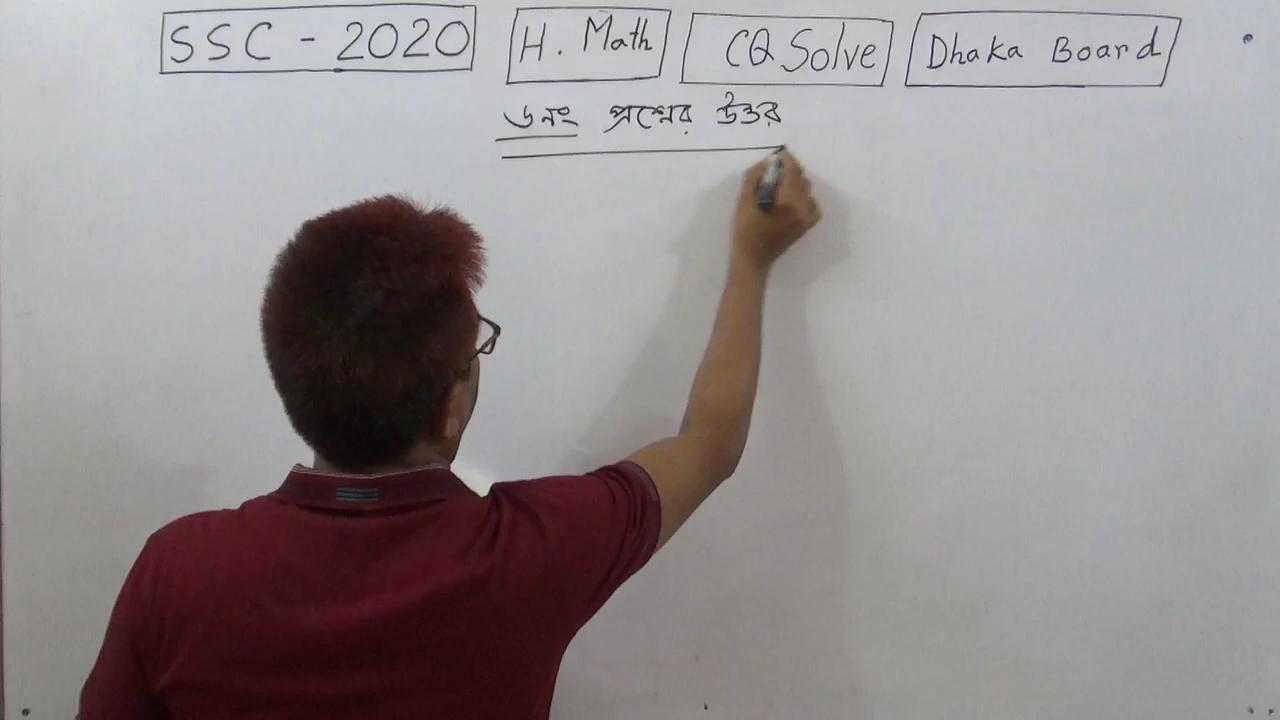 SSC - 2020 H. Math CQ Solve Dhaka Board
৬নং প্রশ্নের উত্তর